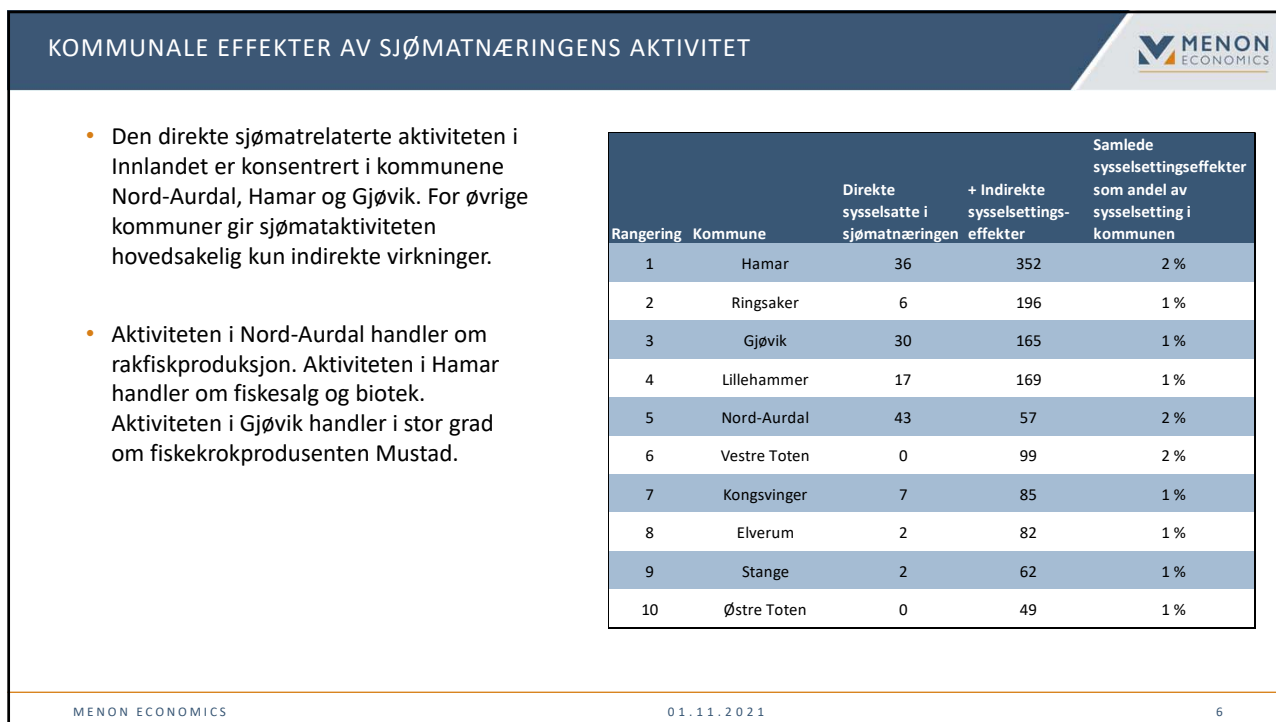 KOMMUNALE EFFEKTER AV SJØMATNÆRINGENS AKTIVITET
MENON
ECONOMICS
• Den direkte sjømatrelaterte aktiviteten i
Innlandet er konsentrert i kommunene
Nord-Aurdal, Hamar og Gjøvik. For øvrige
kommuner gir sjømataktiviteten
hovedsakelig kun indirekte virkninger.
• Aktiviteten i Nord-Aurdal handler om
rakfiskproduksjon. Aktiviteten i Hamar
handler om fiskesalg og biotek.
Aktiviteten i Gjøvik handler i stor grad
om fiskekrokprodusenten Mustad.
Samlede
sysselsettingseffekter
Direkte + Indirekte som andel av
sysselsatte i sysselsettings- sysselsetting i
Rangering Kommune sjømatnæringen effekter kommunen
1 Hamar 36 352 2 %
2 Ringsaker 6 196 1 %
3 Gjøvik 30 165 1 %
4 Lillehammer 17 169 1 %
5 Nord-Aurdal 43 57 2 %
6 Vestre Toten 0 99 2 %
7 Kongsvinger 7 85 1 %
8 Elverum 2 82 1 %
9 Stange 2 62 1 %
10 Østre Toten 0 49 1 %
MENON ECONOMICS 01.11.2021 6